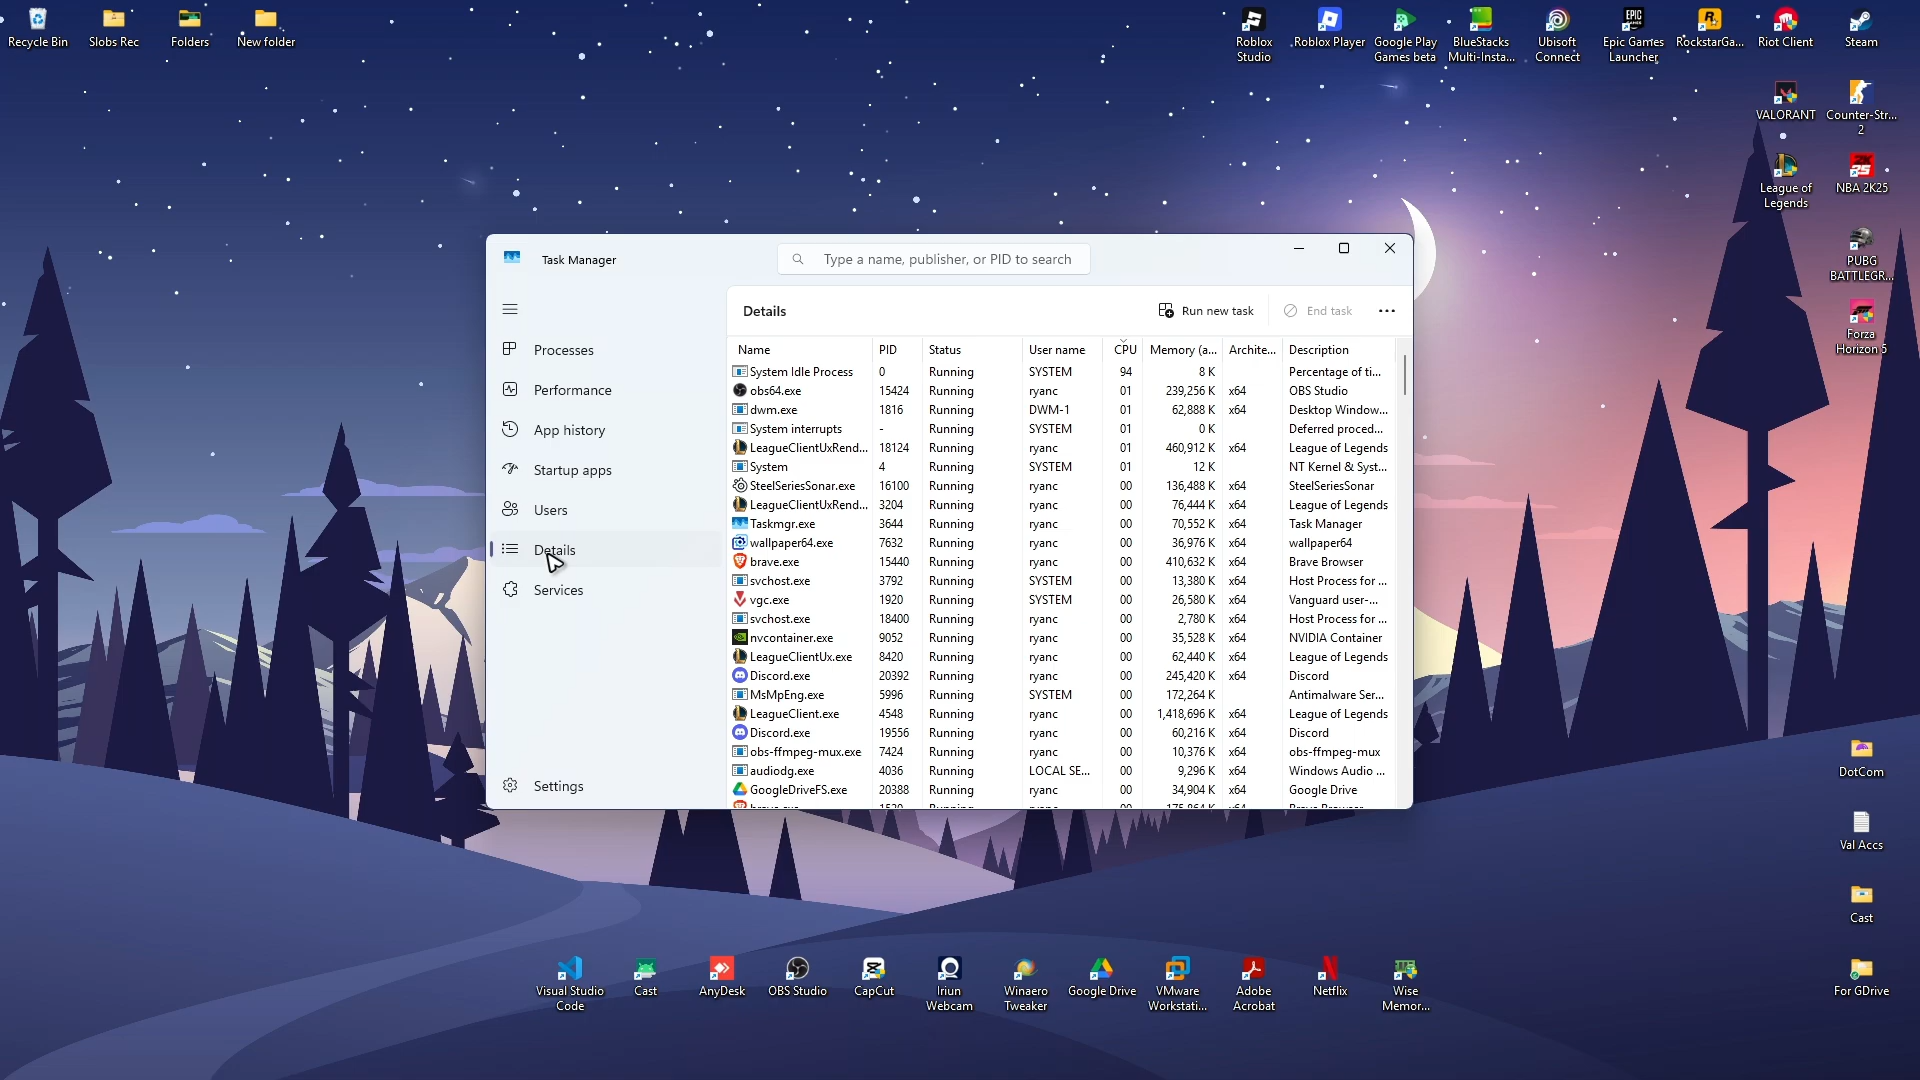 Recycle Bin
Slobs Rec
Folders
New folder
Roblox Studio
Roblox Player
Google Play Games beta
BlueStacks Multi-Insta...
Ubisoft Connect
Epic Games Launcher
RockstarGa...
Riot Client
Steam
VALORANT
Counter-Str... 2
League of Legends
NBA 2K25
PUBG BATTLEGR...
Forza Horizon 5
Task Manager
Type a name, publisher, or PID to search
Processes
Performance
App history
Startup apps
Users
Details
Services
Settings
Details
Run new task
End task
Name PID Status User name CPU Memory (a... Archite... Description
System Idle Process 0 Running SYSTEM 94 8 K Percentage of ti...
obs64.exe 15424 Running ryanc 01 239,256 K x64 OBS Studio
dwm.exe 1816 Running DWM-1 01 62,888 K x64 Desktop Window...
System interrupts - Running SYSTEM 01 0 K Deferred proced...
LeagueClientUxRend... 18124 Running ryanc 01 460,912 K x64 League of Legends
System 4 Running SYSTEM 01 12 K NT Kernel & Syst...
SteelSeriesSonar.exe 16100 Running ryanc 00 136,488 K x64 SteelSeriesSonar
LeagueClientUxRend... 3204 Running ryanc 00 76,444 K x64 League of Legends
Taskmgr.exe 3644 Running ryanc 00 70,552 K x64 Task Manager
wallpaper64.exe 7632 Running ryanc 00 36,976 K x64 wallpaper64
brave.exe 15440 Running ryanc 00 410,632 K x64 Brave Browser
svchost.exe 3792 Running SYSTEM 00 13,380 K x64 Host Process for ...
vgc.exe 1920 Running SYSTEM 00 26,580 K x64 Vanguard user-...
svchost.exe 18400 Running ryanc 00 2,780 K x64 Host Process for ...
nvcontainer.exe 9052 Running ryanc 00 35,528 K x64 NVIDIA Container
LeagueClientUx.exe 8420 Running ryanc 00 62,440 K x64 League of Legends
Discord.exe 20392 Running ryanc 00 245,420 K x64 Discord
MsMpEng.exe 5996 Running SYSTEM 00 172,264 K Antimalware Ser...
LeagueClient.exe 4548 Running ryanc 00 1,418,696 K x64 League of Legends
Discord.exe 19556 Running ryanc 00 60,216 K x64 Discord
obs-ffmpeg-mux.exe 7424 Running ryanc 00 10,376 K x64 obs-ffmpeg-mux
audiodg.exe 4036 Running LOCAL SE... 00 9,296 K x64 Windows Audio ...
GoogleDriveFS.exe 20388 Running ryanc 00 34,904 K x64 Google Drive
DotCom
Val Accs
Cast
For GDrive
Visual Studio Code
Cast
AnyDesk
OBS Studio
CapCut
Iriun Webcam
Winaero Tweaker
Google Drive
VMware Workstati...
Adobe Acrobat
Netflix
Wise Memor...